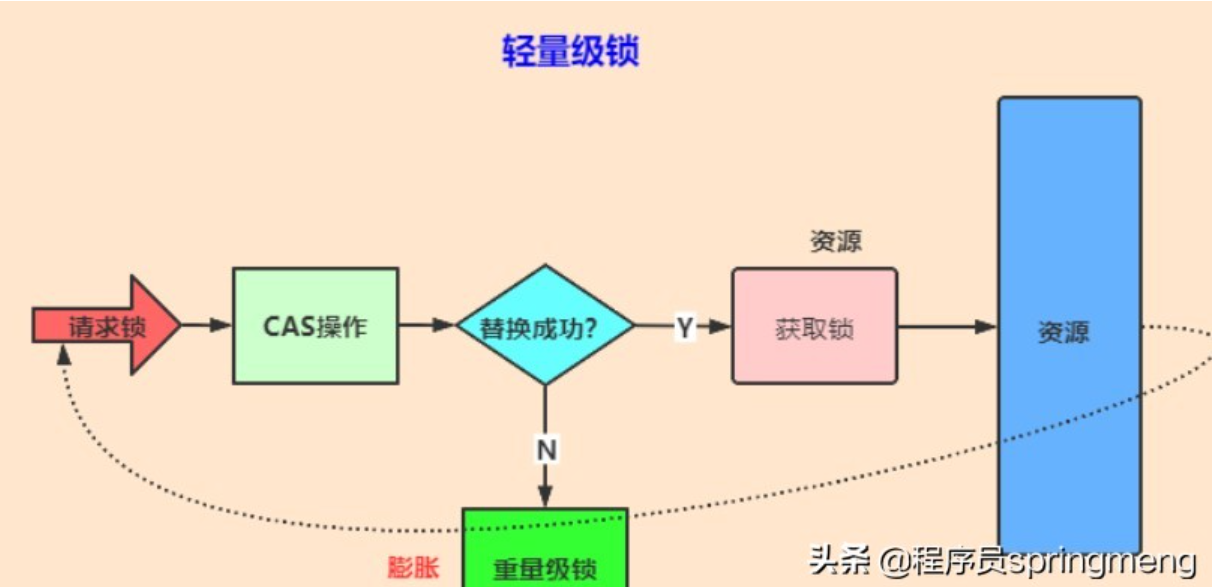 轻量级锁
资源
请求锁
CAS操作
替换成功?
Y
获取锁
资源
N
膨胀
重量级锁
头条 @程序员springmeng